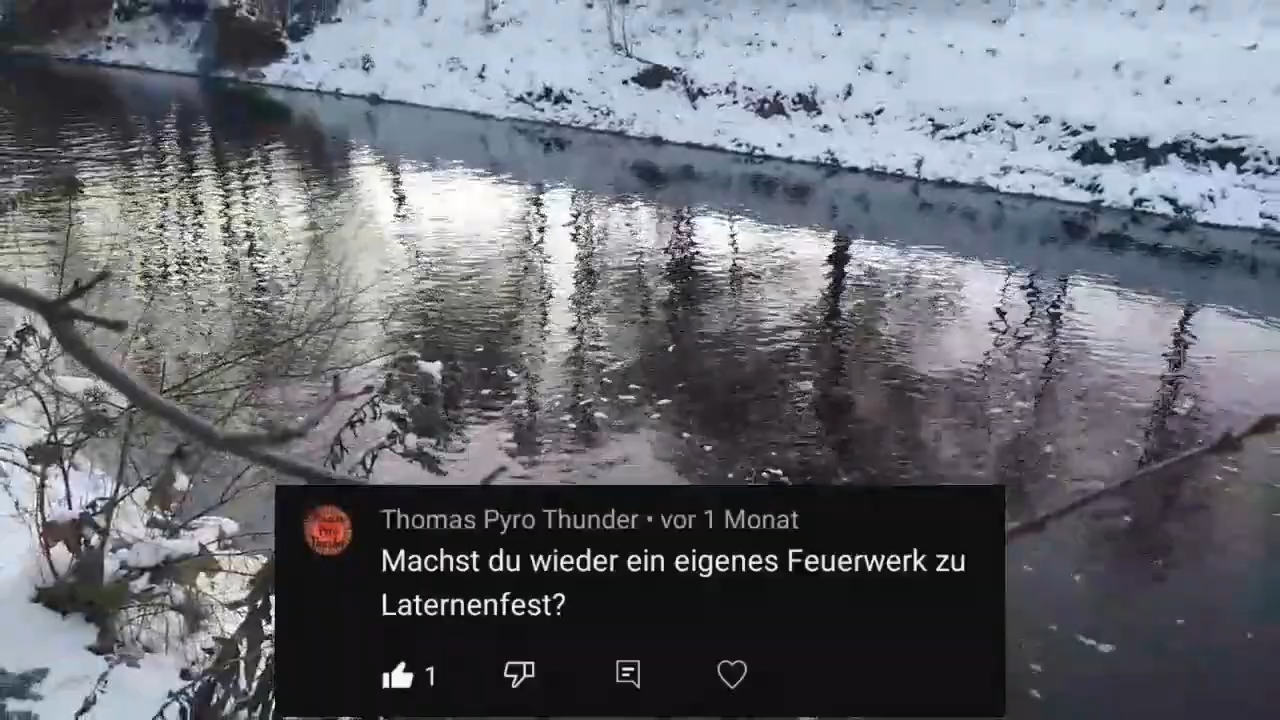 Thomas Pyro Thunder • vor 1 Monat
Machst du wieder ein eigenes Feuerwerk zu
Laternenfest?
1